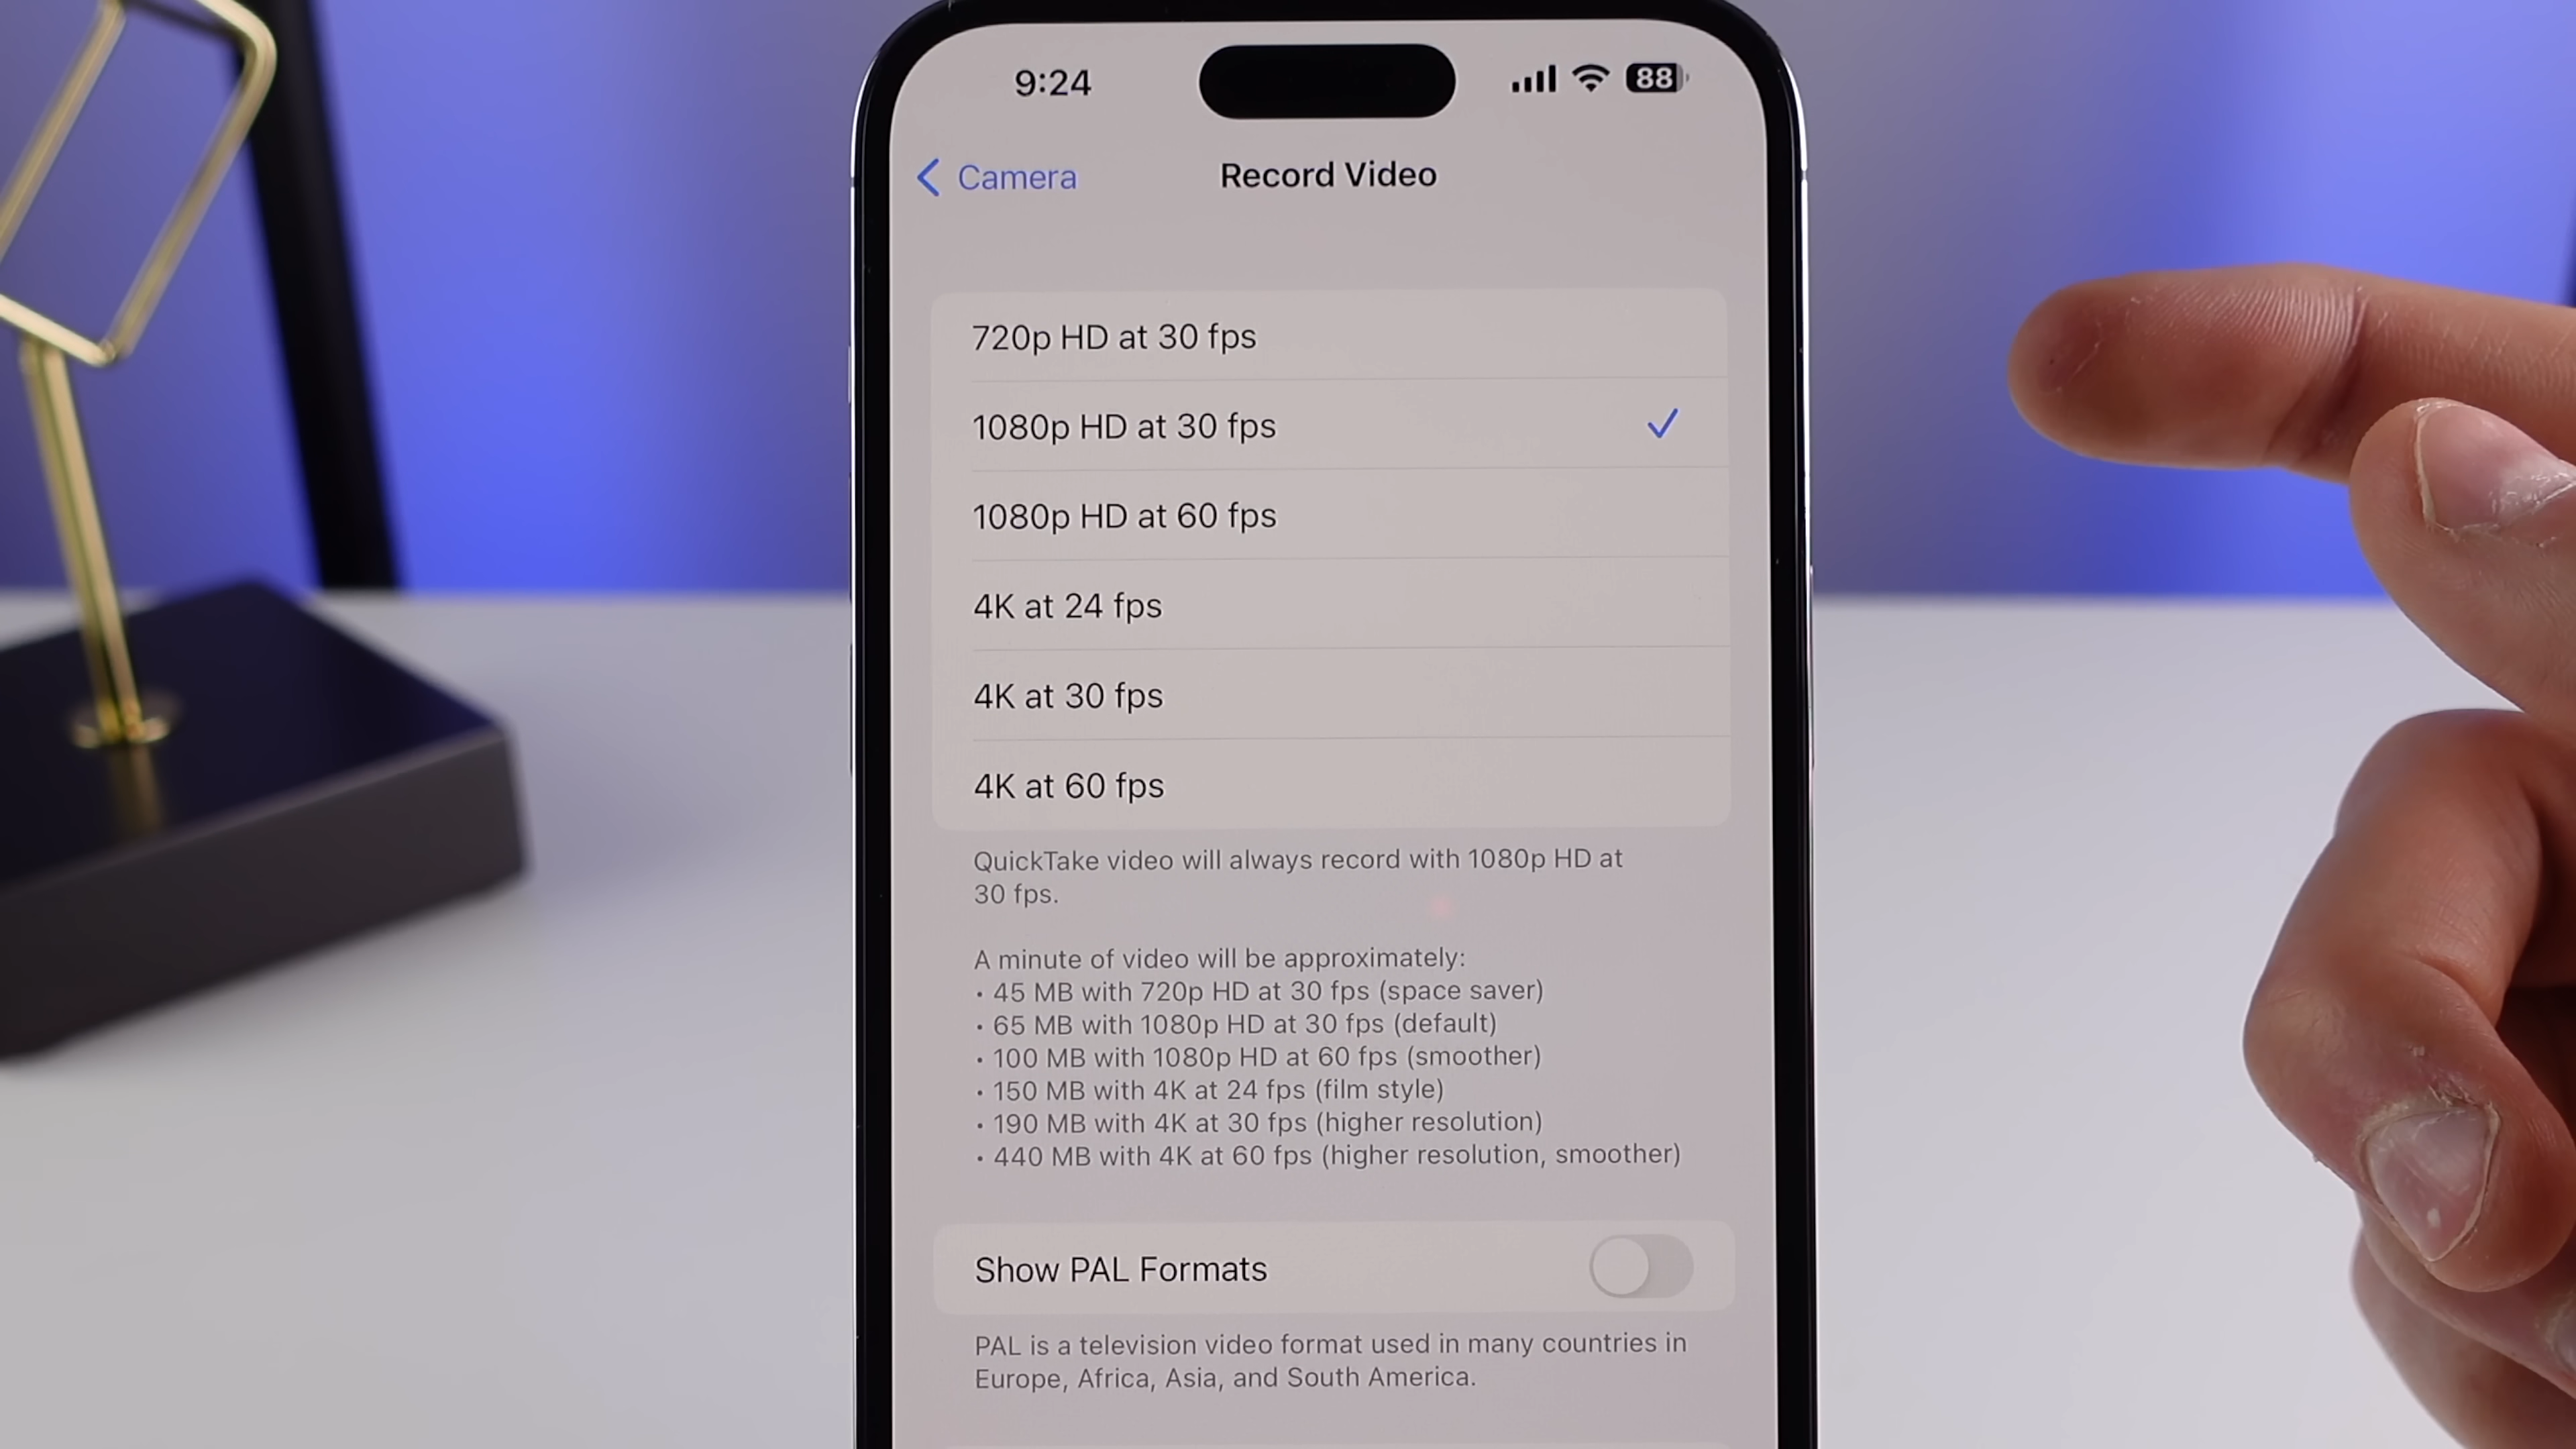 9:24
88
Camera
Record Video
720p HD at 30 fps
1080p HD at 30 fps
1080p HD at 60 fps
4K at 24 fps
4K at 30 fps
4K at 60 fps
QuickTake video will always record with 1080p HD at
30 fps.
A minute of video will be approximately:
• 45 MB with 720p HD at 30 fps (space saver)
• 65 MB with 1080p HD at 30 fps (default)
• 100 MB with 1080p HD at 60 fps (smoother)
• 150 MB with 4K at 24 fps (film style)
• 190 MB with 4K at 30 fps (higher resolution)
• 440 MB with 4K at 60 fps (higher resolution, smoother)
Show PAL Formats
PAL is a television video format used in many countries in
Europe, Africa, Asia, and South America.